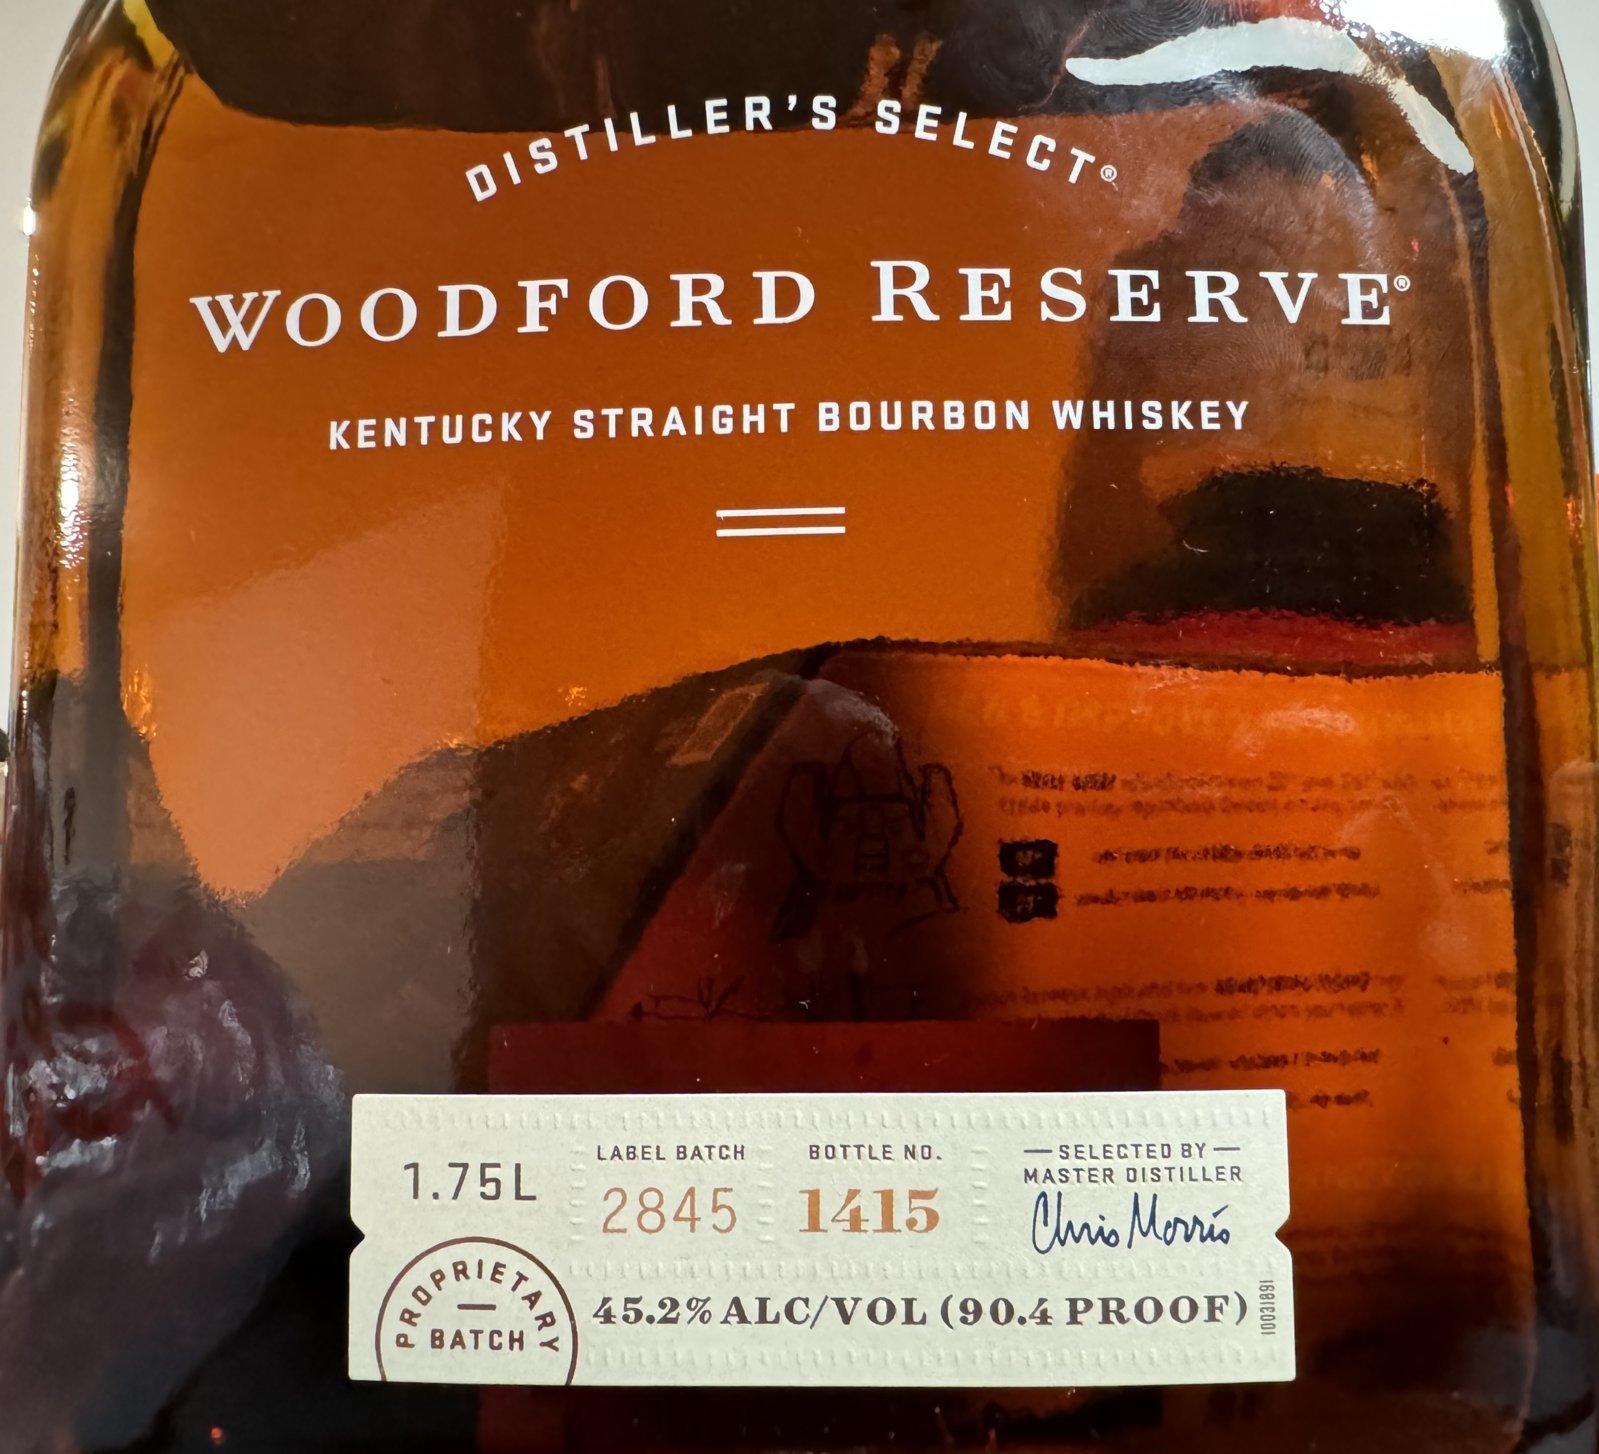 DISTILLER'S SELECT®
WOODFORD RESERVE®
KENTUCKY STRAIGHT BOURBON WHISKEY
1.75L
LABEL BATCH
2845
BOTTLE NO.
1415
— SELECTED BY —
MASTER DISTILLER
Chris Morris
PROPRIETARY
BATCH
45.2% ALC/VOL (90.4 PROOF)
10031891